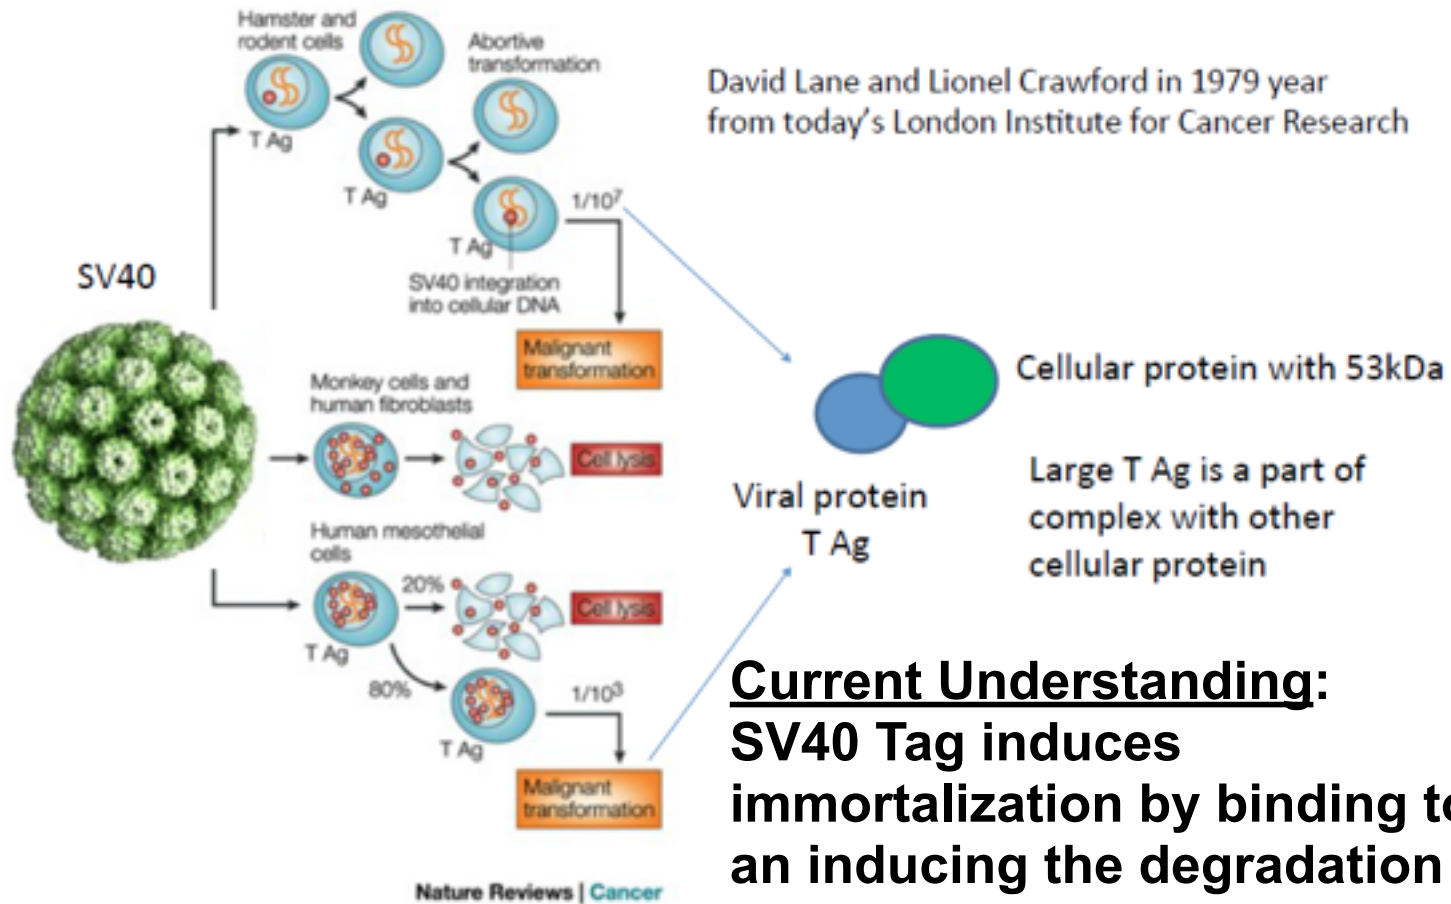 Hamster and
rodent cells
Abortive
transformation
T Ag
T Ag
T Ag
1/10⁷
SV40 integration
into cellular DNA
Malignant
transformation
David Lane and Lionel Crawford in 1979 year
from today's London Institute for Cancer Research
SV40
Monkey cells and
human fibroblasts
Cell lysis
Human mesothelial
cells
20%
Cell lysis
T Ag
80%
1/10³
T Ag
Malignant
transformation
Nature Reviews | Cancer
Cellular protein with 53kDa
Viral protein
T Ag
Large T Ag is a part of
complex with other
cellular protein
Current Understanding:
SV40 Tag induces
immortalization by binding
an inducing the degradation